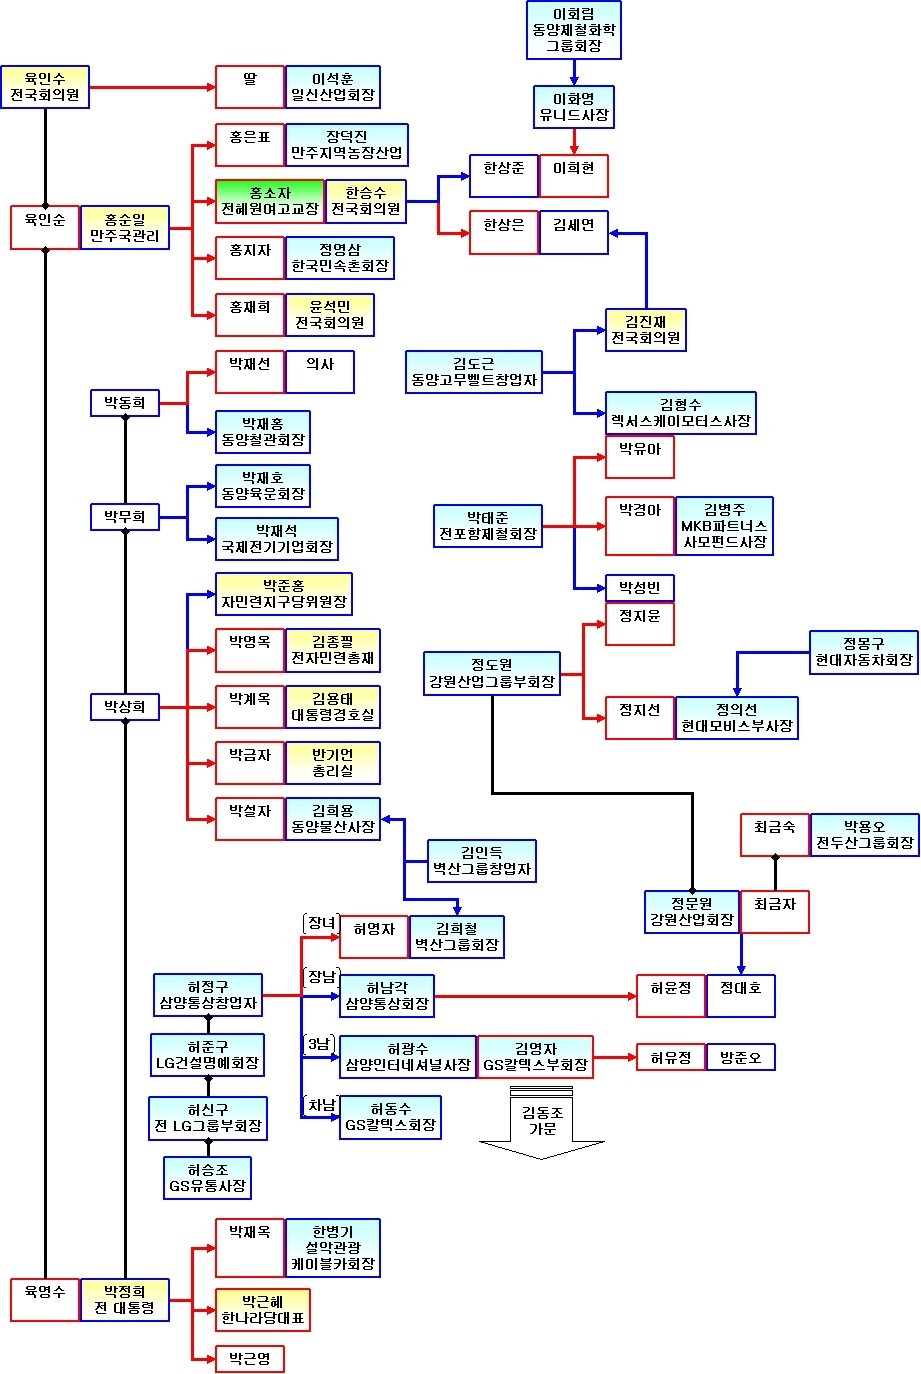 이회림
동양제철화학
그룹회장
육인수
전국회의원
딸
이석훈
일신산업회장
이화영
유니드사장
홍은표
장덕진
만주지역농장산업
한상준
이희현
홍소자
전혜원여고교장
한승수
전국회의원
육인순
홍순일
만주국관리
한상은
김세연
홍지자
정영삼
한국민속촌회장
홍재희
윤석민
전국회의원
김진재
전국회의원
박재선
의사
김도근
동양고무벨트창업자
박동희
박재홍
동양철관회장
김형수
렉서스케이모터스사장
박유아
박재호
동양육운회장
박무희
박재석
국제전기기업회장
박태준
전포항제철회장
박경아
김병주
MKB파트너스
사모펀드사장
박준홍
자민련지구당위원장
박성빈
정지윤
박영옥
김종필
전자민련총재
정도원
강원산업그룹부회장
정몽구
현대자동차회장
박상희
박계옥
김용태
대통령경호실
정지선
정의선
현대모비스부사장
박금자
반기언
총리실
박설자
김희용
동양물산사장
최금숙
박용오
전두산그룹회장
김인득
벽산그룹창업자
정문원
강원산업회장
최금자
장녀
허명자
김희철
벽산그룹회장
허정구
삼양통상창업자
장남
허남각
삼양통상회장
허윤정
정대호
허준구
LG건설명예회장
3남
허광수
삼양인터네셔널사장
김영자
GS칼텍스부회장
허유정
방준오
허신구
전 LG그룹부회장
차남
허동수
GS칼텍스회장
김동조
가문
허승조
GS유통사장
박재옥
한병기
설악관광
케이블카회장
육영수
박정희
전 대통령
박근혜
한나라당대표
박근영